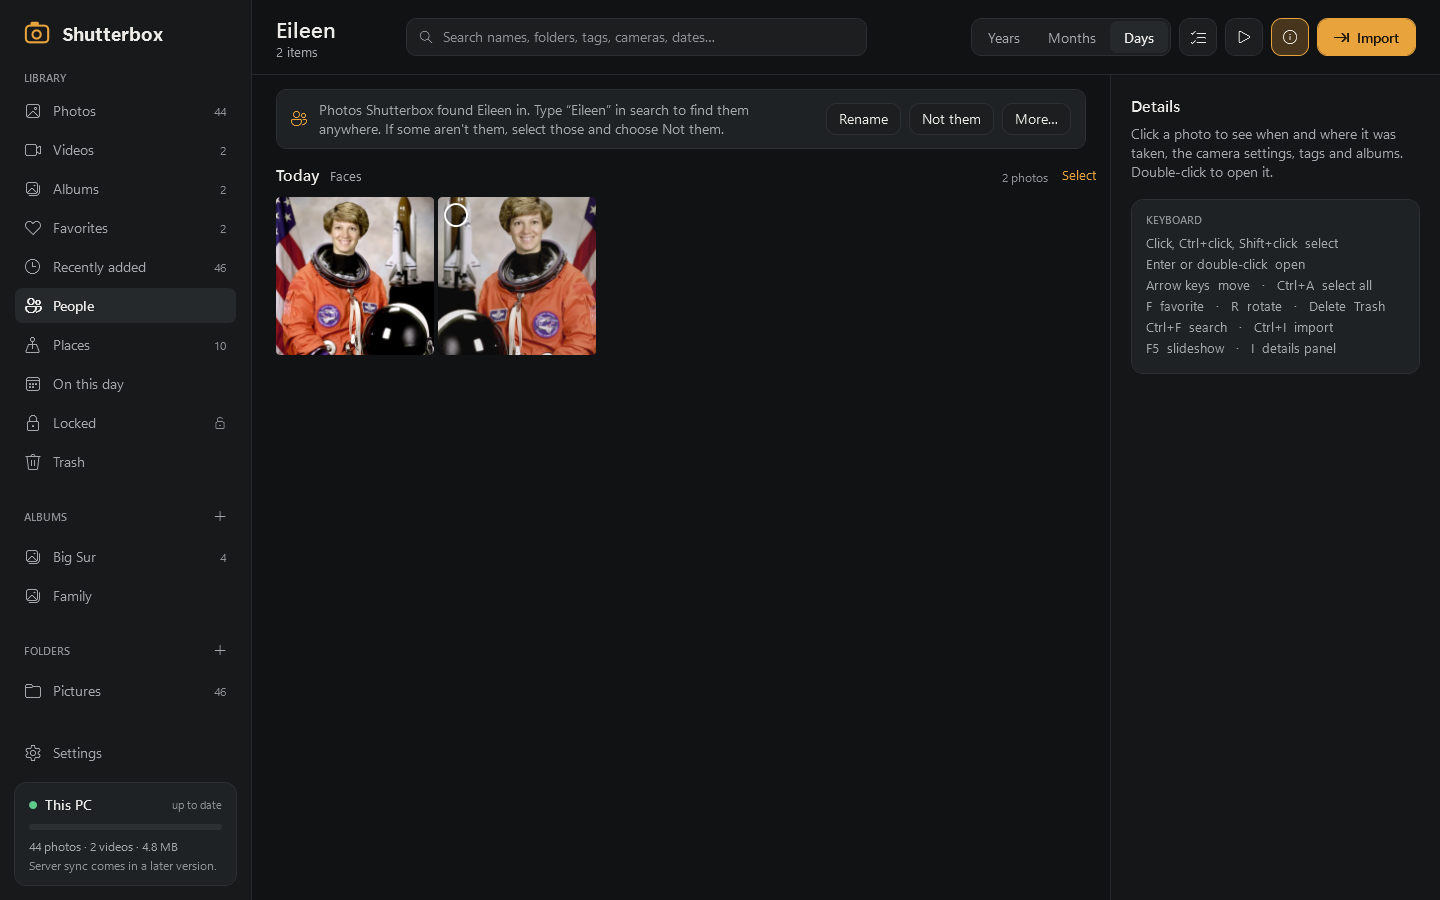 Shutterbox
LIBRARY
Photos 44
Videos 2
Albums 2
Favorites 2
Recently added 46
People
Places 10
On this day
Locked
Trash
ALBUMS
Big Sur 4
Family
FOLDERS
Pictures 46
Settings
This PC up to date
44 photos · 2 videos · 4.8 MB
Server sync comes in a later version.
Eileen
2 items
Search names, folders, tags, cameras, dates...
Years Months Days
Import
Photos Shutterbox found Eileen in. Type “Eileen” in search to find them
anywhere. If some aren't them, select those and choose Not them.
Rename Not them More...
Today Faces 2 photos Select
Details
Click a photo to see when and where it was
taken, the camera settings, tags and albums.
Double-click to open it.
KEYBOARD
Click, Ctrl+click, Shift+click select
Enter or double-click open
Arrow keys move · Ctrl+A select all
F favorite · R rotate · Delete Trash
Ctrl+F search · Ctrl+I import
F5 slideshow · I details panel